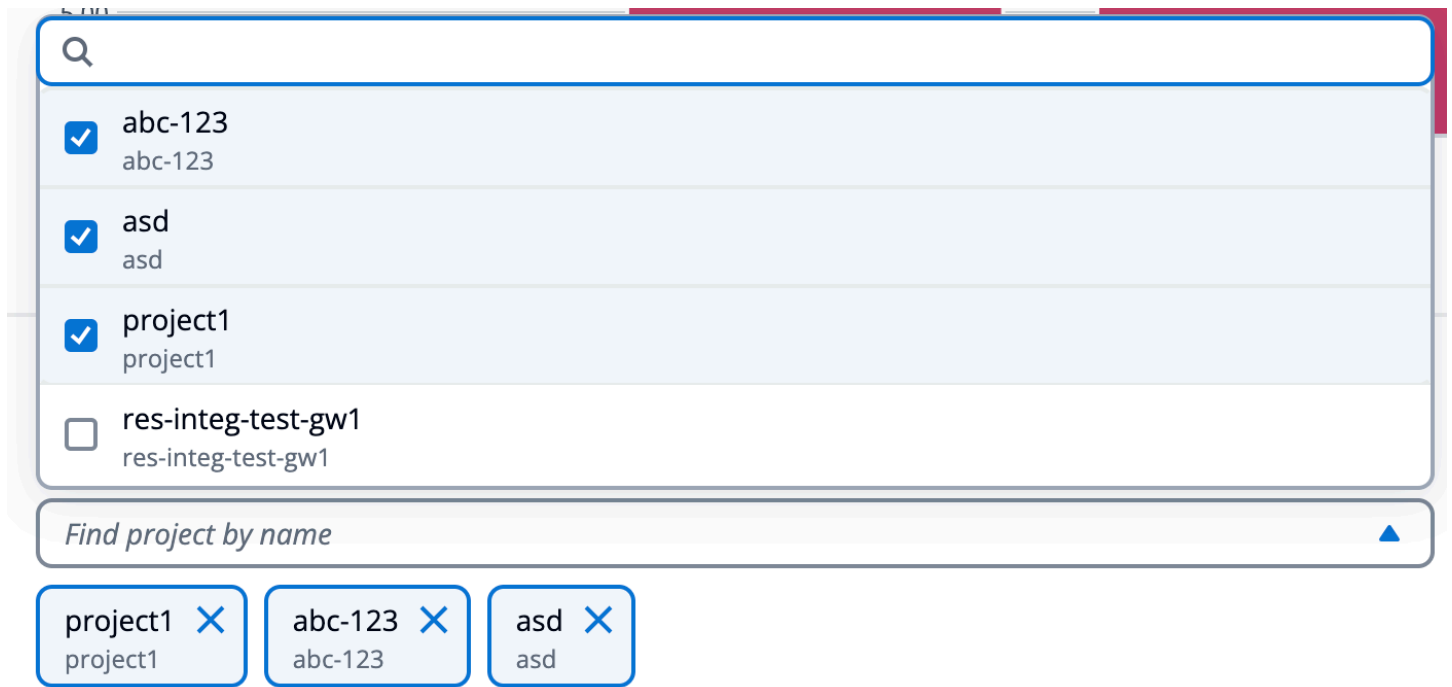 abc-123
abc-123
asd
asd
project1
project1
res-integ-test-gw1
res-integ-test-gw1
Find project by name
project1
project1
abc-123
abc-123
asd
asd